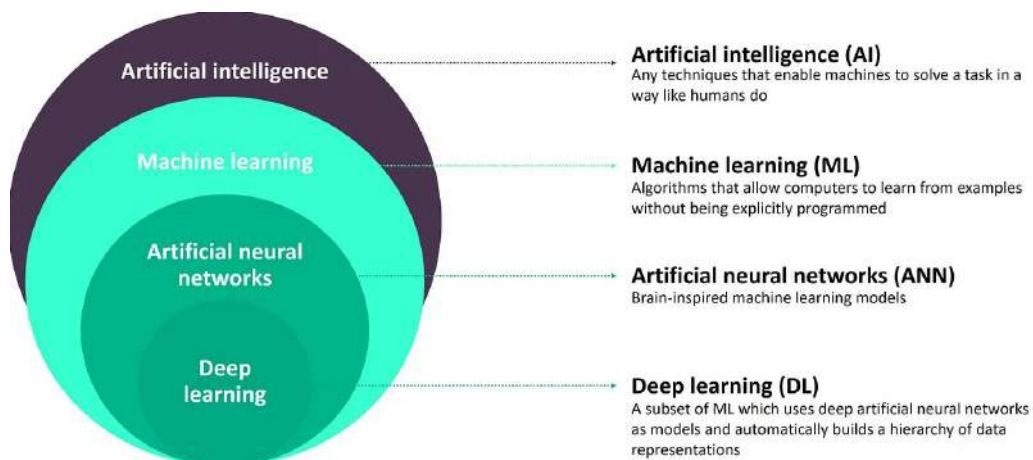 Artificial intelligence
Machine learning
Artificial neural
networks
Deep
learning
Artificial intelligence (AI)
Any techniques that enable machines to solve a task in a
way like humans do
Machine learning (ML)
Algorithms that allow computers to learn from examples
without being explicitly programmed
Artificial neural networks (ANN)
Brain-inspired machine learning models
Deep learning (DL)
A subset of ML which uses deep artificial neural networks
as models and automatically builds a hierarchy of data
representations